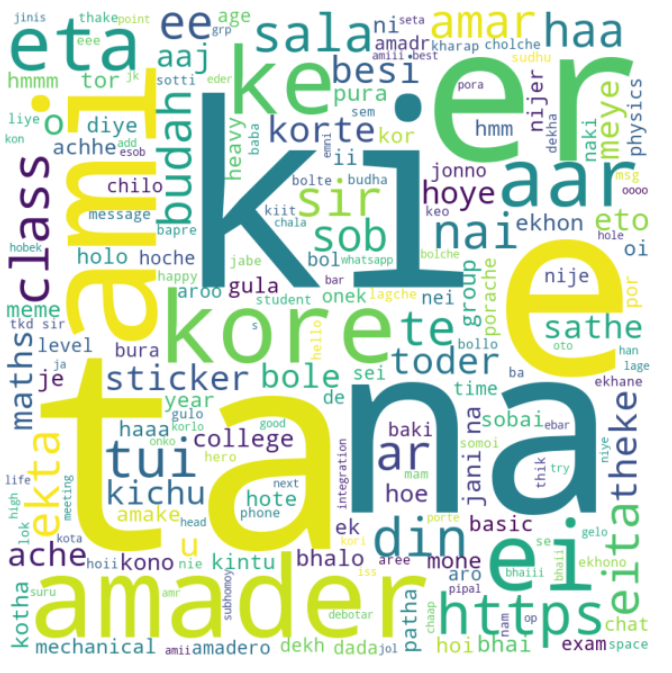 jinis thake point eee grp age ee sala ni amadr amar kharap cholche haa
eta aaj jk sotti eder ke besi amiii best seta sudhu
hmmm tor pura pora er nijer naki meye physics
liye o diye baba sem korte kor hmm dekha msg
kon add achhe heavy emni ii jonno oooo
esob chilo budah ki sir bolte budha hoye aar eto
class ami message kiit keo sob nai ekhon oi
hobek bapre chala bol whatsapp bolche hole
holo hoche jabe gula bar onek lagche nei group porache nije por
meme happy aroo student e
tkd sir kore s hello te bollo oto sathe han
level bura ja sticker bole sei toder ba lage ekhane
maths je year de time
ta gulo korlo haaa college good na sobai ebar theke
ekta tui onko hero baki ar jani na somoi niye
kichu integration mam thik try
life high next hoe eita
lok meeting amake hote phone head ek din basic gelo
u kota porte se
ache hoii kono nie kintu bhalo kori aree mone ei ekhono
suru amr subhomoy iss aro pipal bhaiii bhaii
kotha amader debotar patha chaap https nam op chat
mechanical amii amadero dekh dada jol hoi bhai exam space